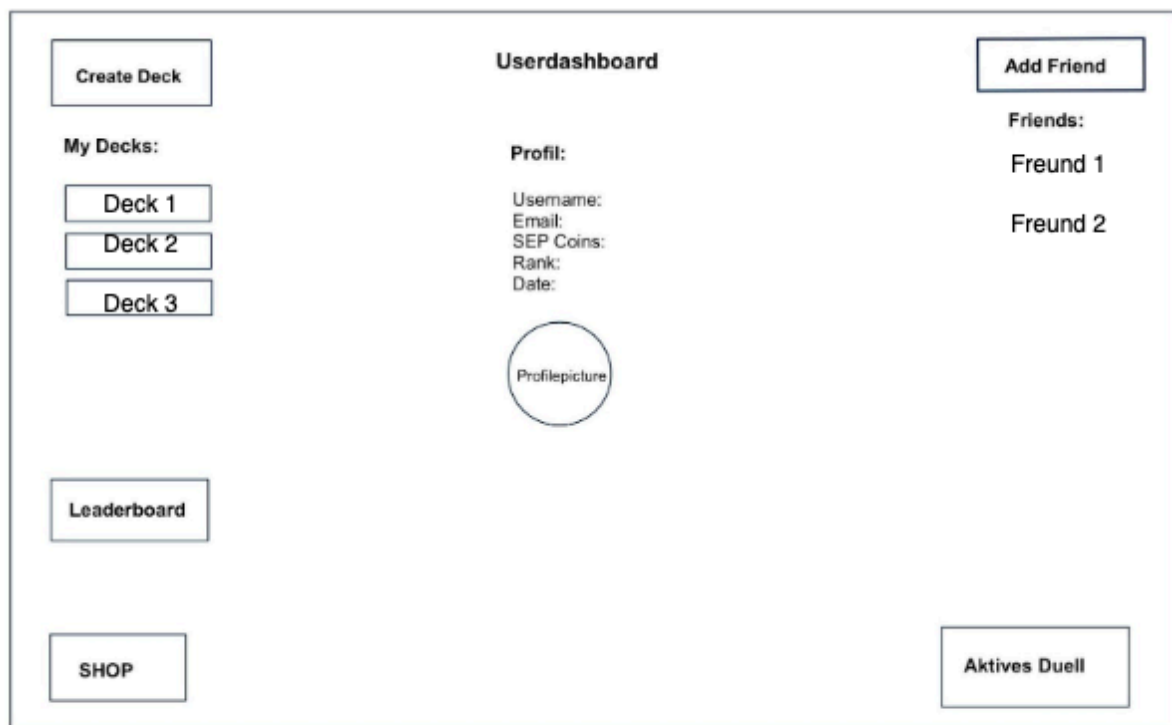 Create Deck
Userdashboard
Add Friend
My Decks:
Deck 1
Deck 2
Deck 3
Profil:
Username:
Email:
SEP Coins:
Rank:
Date:
Profilepicture
Friends:
Freund 1
Freund 2
Leaderboard
SHOP
Aktives Duell